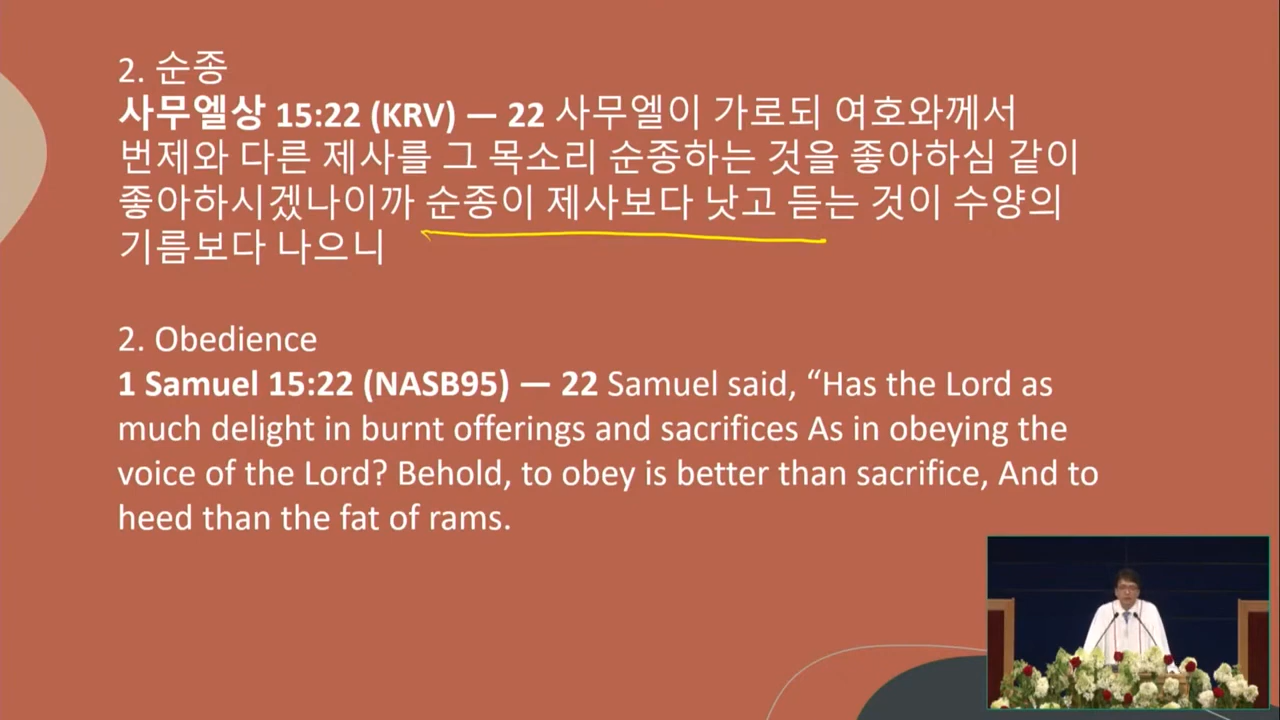 2. 순종
사무엘상 15:22 (KRV) — 22 사무엘이 가로되 여호와께서
번제와 다른 제사를 그 목소리 순종하는 것을 좋아하심 같이
좋아하시겠나이까 순종이 제사보다 낫고 듣는 것이 수양의
기름보다 나으니
2. Obedience
1 Samuel 15:22 (NASB95) — 22 Samuel said, “Has the Lord as
much delight in burnt offerings and sacrifices As in obeying the
voice of the Lord? Behold, to obey is better than sacrifice, And to
heed than the fat of rams.